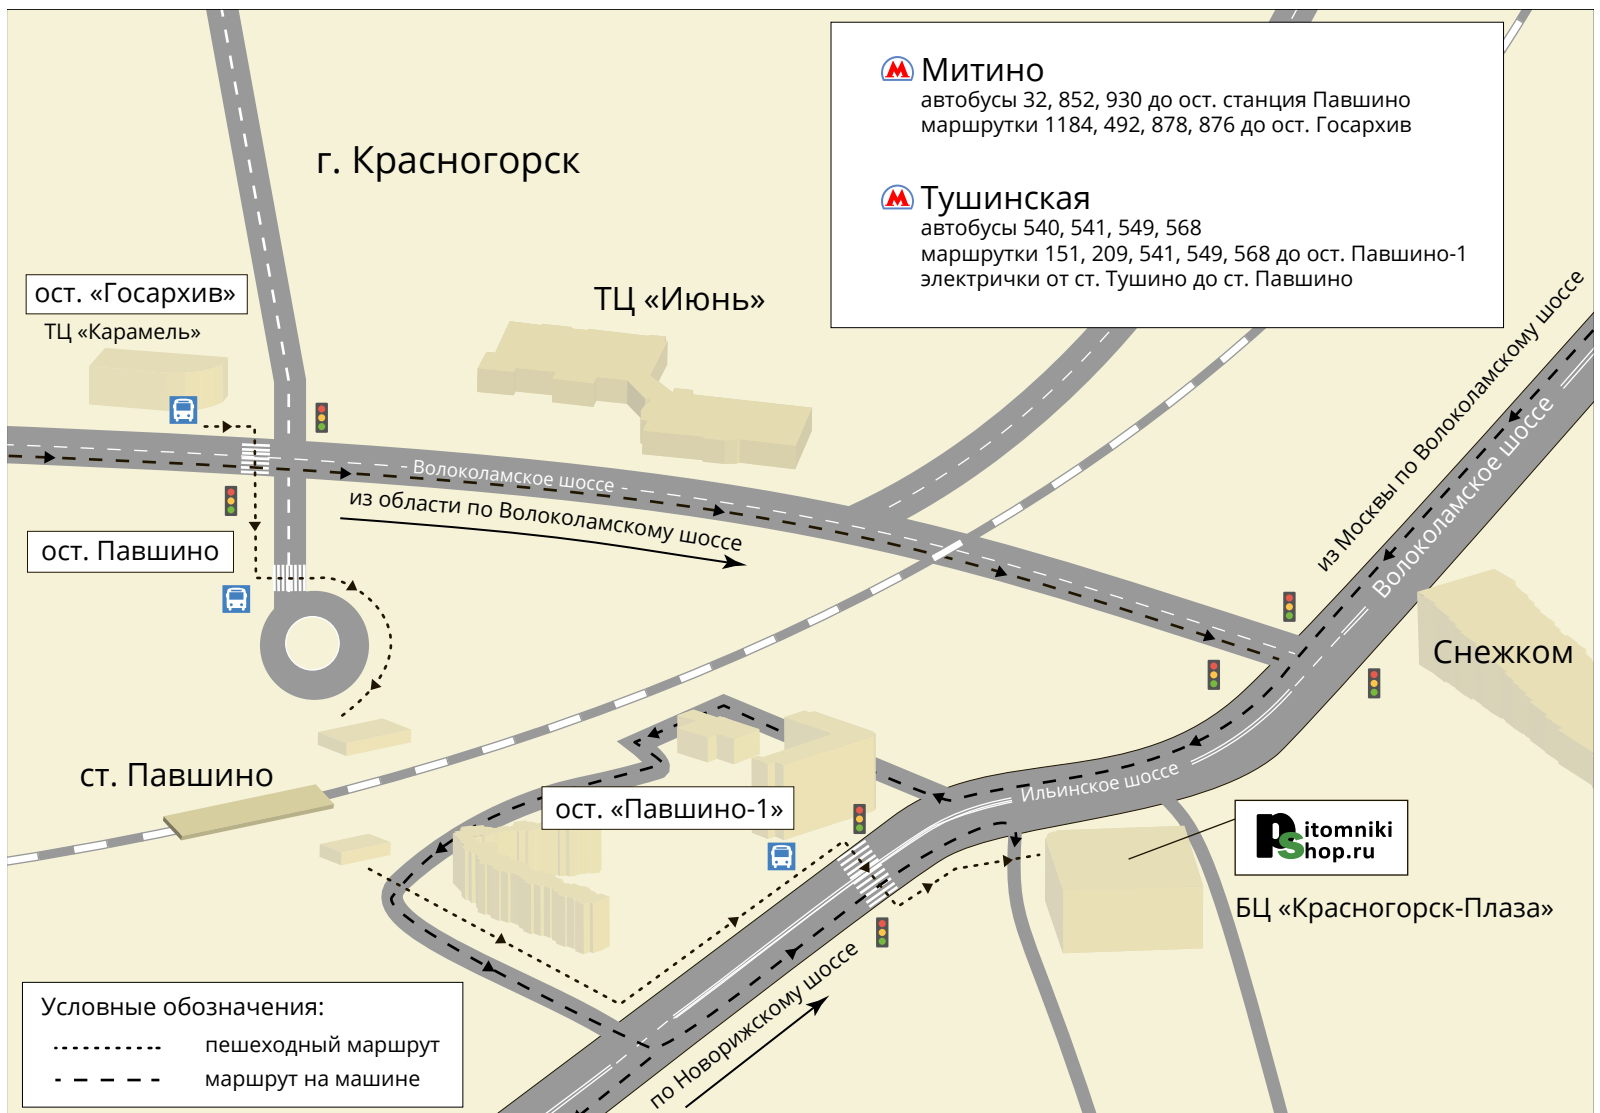 Митино
автобусы 32, 852, 930 до ост. станция Павшино
маршрутки 1184, 492, 878, 876 до ост. Госархив
г. Красногорск
Тушинская
автобусы 540, 541, 549, 568
маршрутки 151, 209, 541, 549, 568 до ост. Павшино-1
электрички от ст. Тушино до ст. Павшино
ост. «Госархив»
ТЦ «Карамель»
ТЦ «Июнь»
из Москвы по Волоколамскому шоссе
Волоколамское шоссе
Волоколамское шоссе
из области по Волоколамскому шоссе
ост. Павшино
Снежком
ст. Павшино
Ильинское шоссе
ост. «Павшино-1»
Pitomniki
Shop.ru
БЦ «Красногорск-Плаза»
по Новорижскому шоссе
Условные обозначения:
пешеходный маршрут
маршрут на машине